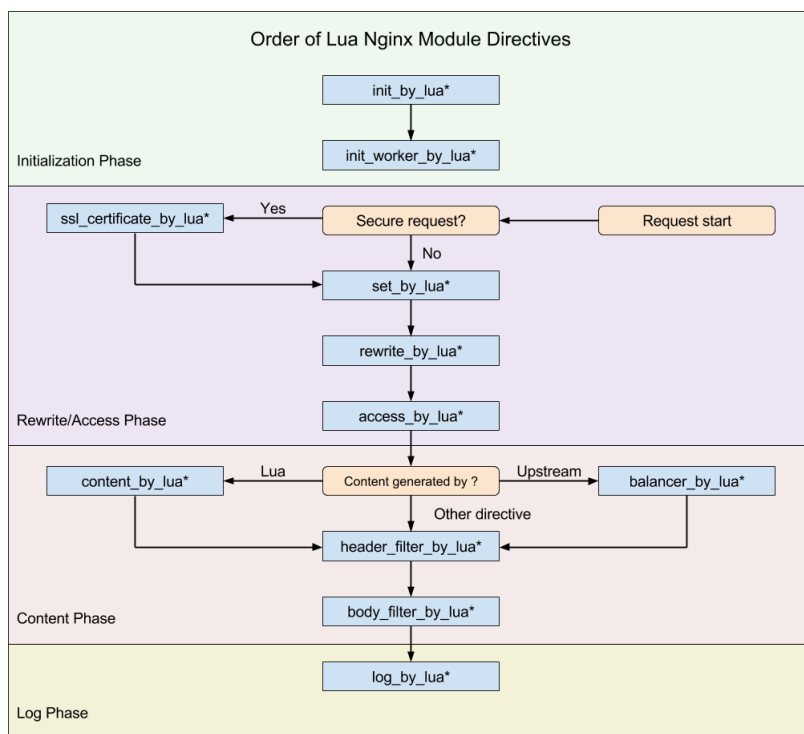 Order of Lua Nginx Module Directives
init_by_lua*
init_worker_by_lua*
Initialization Phase
ssl_certificate_by_lua*
Yes
Secure request?
Request start
No
set_by_lua*
rewrite_by_lua*
access_by_lua*
Rewrite/Access Phase
content_by_lua*
Lua
Content generated by ?
Upstream
balancer_by_lua*
Other directive
header_filter_by_lua*
body_filter_by_lua*
Content Phase
log_by_lua*
Log Phase